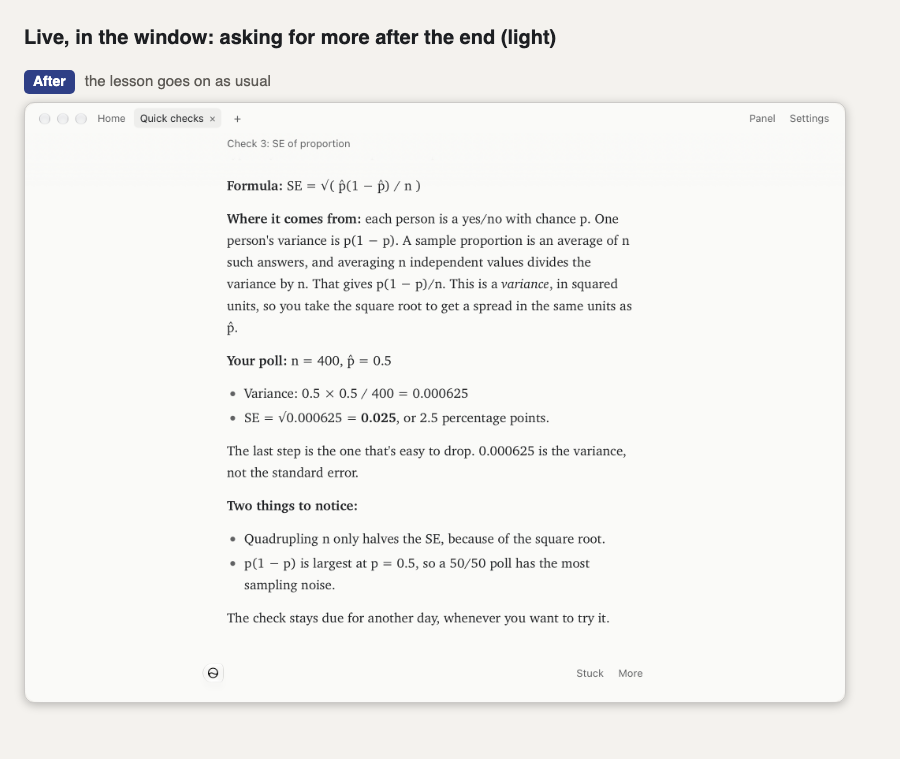 Live, in the window: asking for more after the end (light)
After the lesson goes on as usual
Home Quick checks × + Panel Settings
Check 3: SE of proportion
Formula: SE = √( p̂(1 − p̂) / n )
Where it comes from: each person is a yes/no with chance p. One
person's variance is p(1 − p). A sample proportion is an average of n
such answers, and averaging n independent values divides the
variance by n. That gives p(1 − p)/n. This is a variance, in squared
units, so you take the square root to get a spread in the same units as
p̂.
Your poll: n = 400, p̂ = 0.5
• Variance: 0.5 × 0.5 / 400 = 0.000625
• SE = √0.000625 = 0.025, or 2.5 percentage points.
The last step is the one that's easy to drop. 0.000625 is the variance,
not the standard error.
Two things to notice:
• Quadrupling n only halves the SE, because of the square root.
• p(1 − p) is largest at p = 0.5, so a 50/50 poll has the most
sampling noise.
The check stays due for another day, whenever you want to try it.
Stuck More